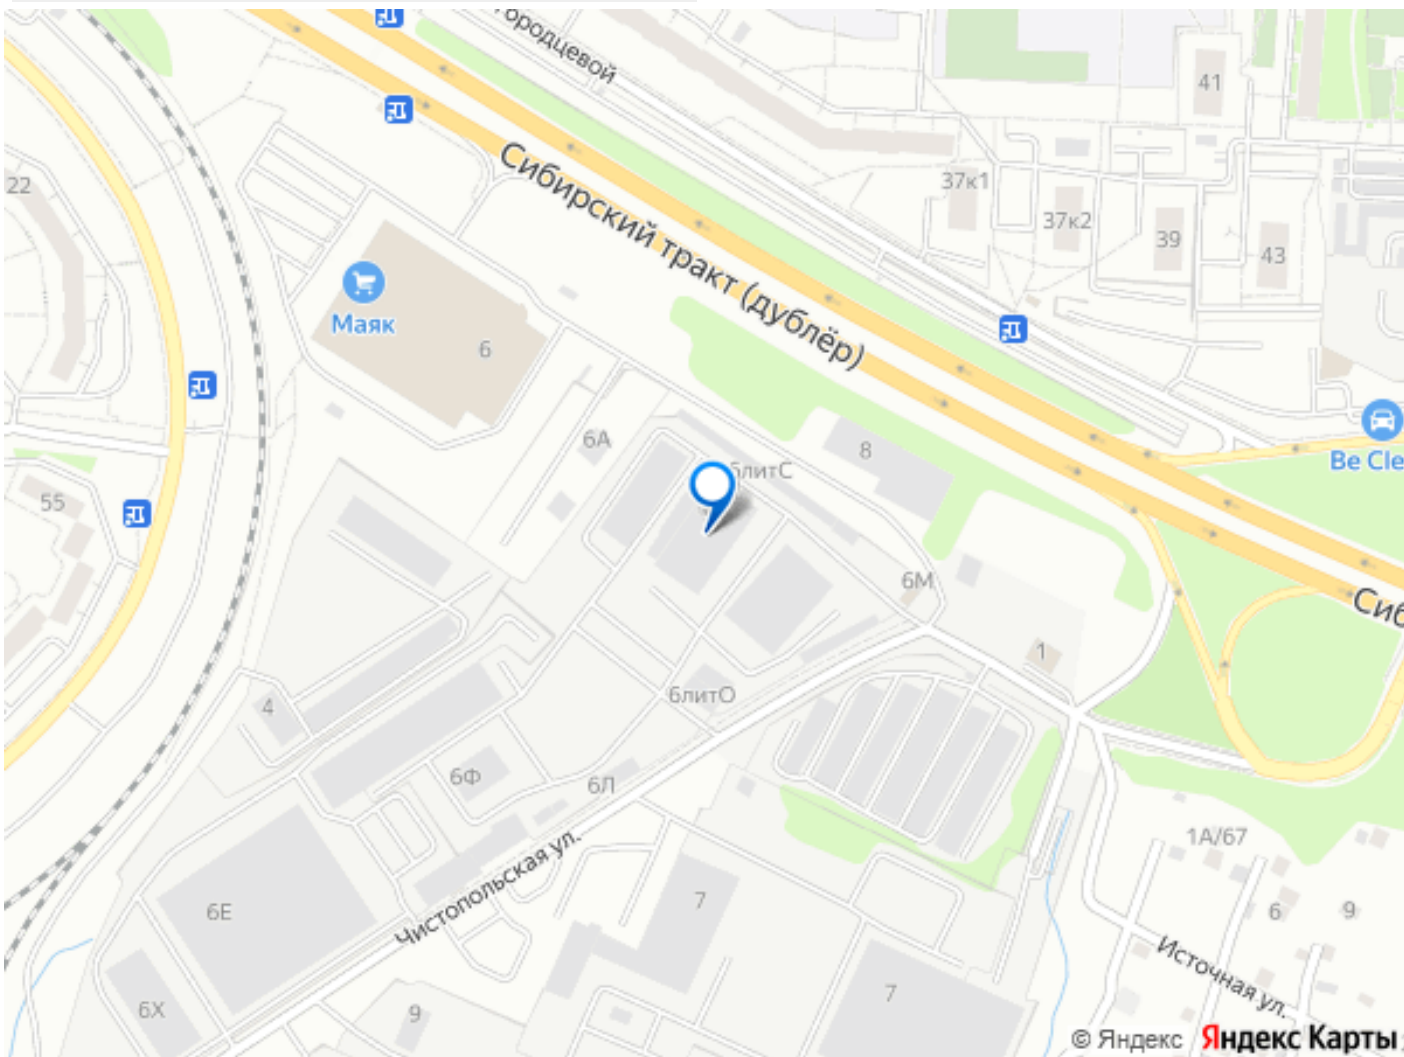 Городцевой
41
22
37к1
37к2
39
43
Сибирский тракт (дублёр)
Маяк
6
Be Cle
6А
8
6литС
55
6М
Сиб
1
4
6литО
6Ф
6Л
1А/67
Чистопольская ул.
6Е
7
6
9
Источная ул.
7
6Х
9
© Яндекс Яндекс Карты